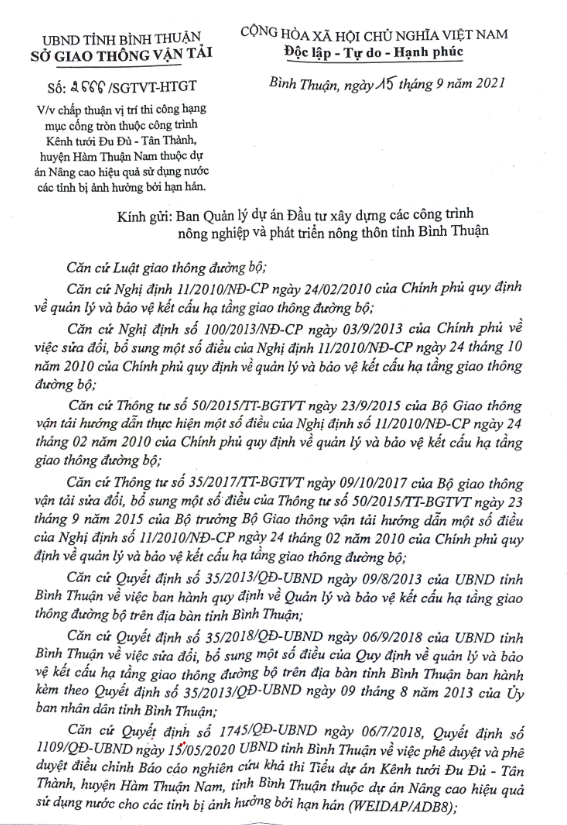 UBND TỈNH BÌNH THUẬN
SỞ GIAO THÔNG VẬN TẢI
CỘNG HÒA XÃ HỘI CHỦ NGHĨA VIỆT NAM
Độc lập - Tự do - Hạnh phúc
Số: 2666/SGTVT-HTGT
Bình Thuận, ngày 15 tháng 9 năm 2021
V/v chấp thuận vị trí thi công hạng
mục cống tròn thuộc công trình
Kênh tưới Đu Đủ - Tân Thành,
huyện Hàm Thuận Nam thuộc dự
án Nâng cao hiệu quả sử dụng nước
các tỉnh bị ảnh hưởng bởi hạn hán.
Kính gửi: Ban Quản lý dự án Đầu tư xây dựng các công trình
nông nghiệp và phát triển nông thôn tỉnh Bình Thuận
Căn cứ Luật giao thông đường bộ;
Căn cứ Nghị định 11/2010/NĐ-CP ngày 24/02/2010 của Chính phủ quy định
về quản lý và bảo vệ kết cấu hạ tầng giao thông đường bộ;
Căn cứ Nghị định số 100/2013/NĐ-CP ngày 03/9/2013 của Chính phủ về
việc sửa đổi, bổ sung một số điều của Nghị định 11/2010/NĐ-CP ngày 24 tháng 10
năm 2010 của Chính phủ quy định về quản lý và bảo vệ kết cấu hạ tầng giao thông
đường bộ;
Căn cứ Thông tư số 50/2015/TT-BGTVT ngày 23/9/2015 của Bộ Giao thông
vận tải hướng dẫn thực hiện một số điều của Nghị định số 11/2010/NĐ-CP ngày 24
tháng 02 năm 2010 của Chính phủ quy định về quản lý và bảo vệ kết cấu hạ tầng
giao thông đường bộ;
Căn cứ Thông tư số 35/2017/TT-BGTVT ngày 09/10/2017 của Bộ giao thông
vận tải sửa đổi, bổ sung một số điều của Thông tư số 50/2015/TT-BGTVT ngày 23
tháng 9 năm 2015 của Bộ trưởng Bộ Giao thông vận tải hướng dẫn một số điều
của Nghị định số 11/2010/NĐ-CP ngày 24 tháng 02 năm 2010 của Chính phủ quy
định về quản lý và bảo vệ kết cấu hạ tầng giao thông đường bộ;
Căn cứ Quyết định số 35/2013/QĐ-UBND ngày 09/8/2013 của UBND tỉnh
Bình Thuận về việc ban hành quy định về Quản lý và bảo vệ kết cấu hạ tầng giao
thông đường bộ trên địa bàn tỉnh Bình Thuận;
Căn cứ Quyết định số 35/2018/QĐ-UBND ngày 06/9/2018 của UBND tỉnh
Bình Thuận về việc sửa đổi, bổ sung một số điều của Quy định về quản lý và bảo
vệ kết cấu hạ tầng giao thông đường bộ trên địa bàn tỉnh Bình Thuận ban hành
kèm theo Quyết định số 35/2013/QĐ-UBND ngày 09 tháng 8 năm 2013 của Ủy
ban nhân dân tỉnh Bình Thuận;
Căn cứ Quyết định số 1745/QĐ-UBND ngày 06/7/2018, Quyết định số
1109/QĐ-UBND ngày 15/05/2020 UBND tỉnh Bình Thuận về việc phê duyệt và phê
duyệt điều chỉnh Báo cáo nghiên cứu khả thi Tiểu dự án Kênh tưới Đu Đủ - Tân
Thành, huyện Hàm Thuận Nam, tỉnh Bình Thuận thuộc dự án Nâng cao hiệu quả
sử dụng nước cho các tỉnh bị ảnh hưởng bởi hạn hán (WEIDAP/ADB8);